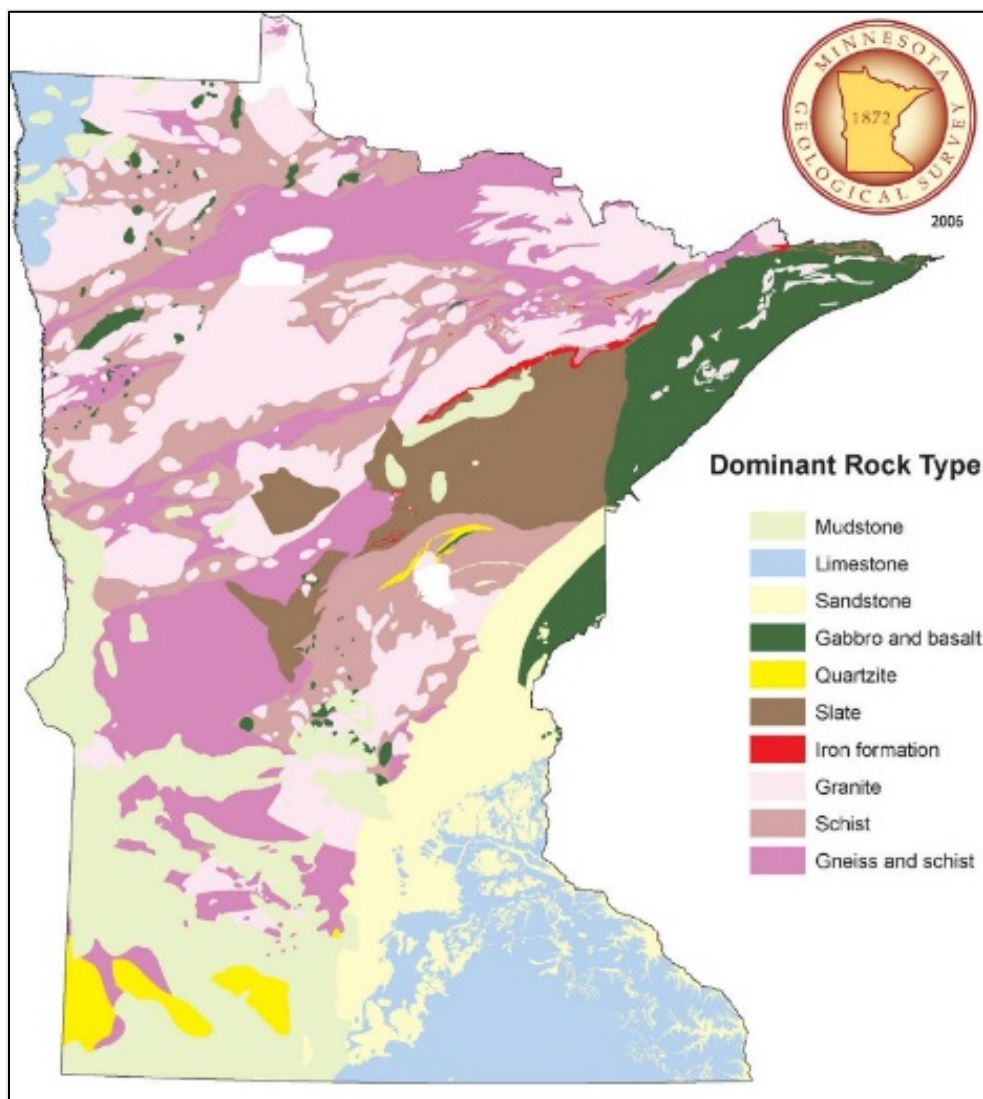 MINNESOTA
GEOLOGICAL SURVEY
1872
2006
Dominant Rock Type
Mudstone
Limestone
Sandstone
Gabbro and basalt
Quartzite
Slate
Iron formation
Granite
Schist
Gneiss and schist